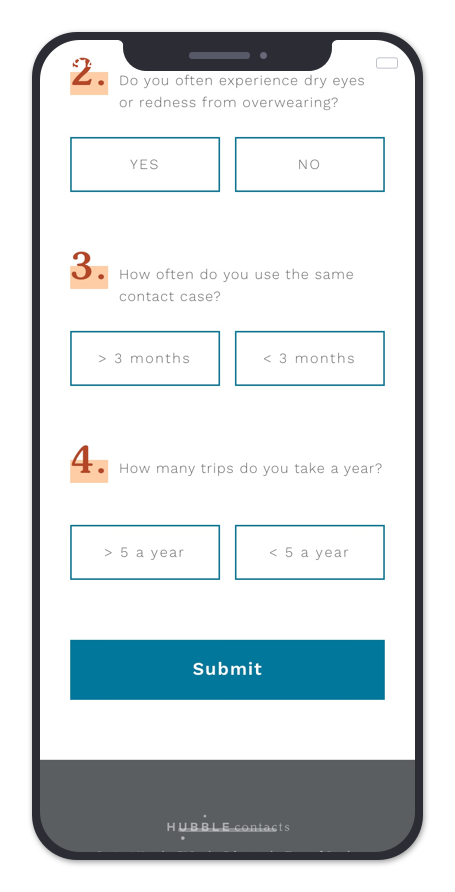 2.
Do you often experience dry eyes
or redness from overwearing?
YES
NO
3.
How often do you use the same
contact case?
> 3 months
< 3 months
4.
How many trips do you take a year?
> 5 a year
< 5 a year
Submit
HUBBLE contacts